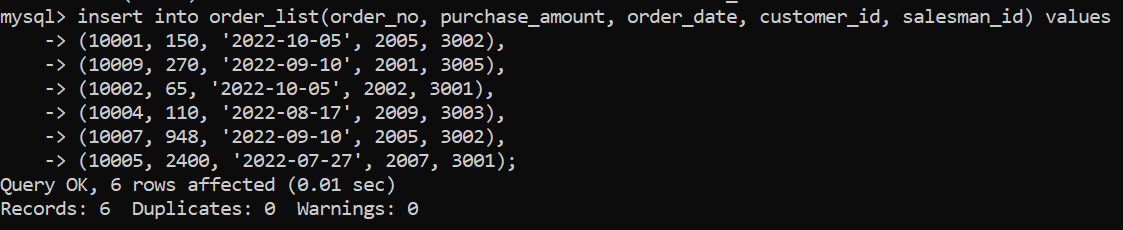 mysql> insert into order_list(order_no, purchase_amount, order_date, customer_id, salesman_id) values
    -> (10001, 150, '2022-10-05', 2005, 3002),
    -> (10009, 270, '2022-09-10', 2001, 3005),
    -> (10002, 65, '2022-10-05', 2002, 3001),
    -> (10004, 110, '2022-08-17', 2009, 3003),
    -> (10007, 948, '2022-09-10', 2005, 3002),
    -> (10005, 2400, '2022-07-27', 2007, 3001);
Query OK, 6 rows affected (0.01 sec)
Records: 6  Duplicates: 0  Warnings: 0